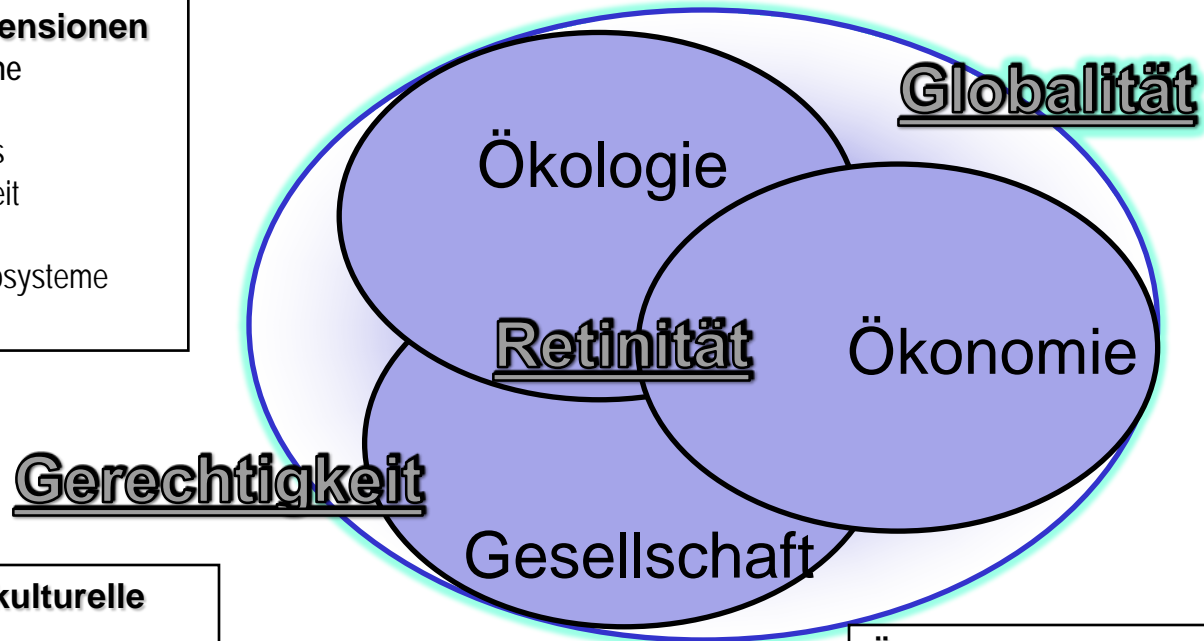 ensionen
ne
s
eit
osysteme
Globalität
Ökologie
Retinität
Ökonomie
Gerechtigkeit
Gesellschaft
kulturelle